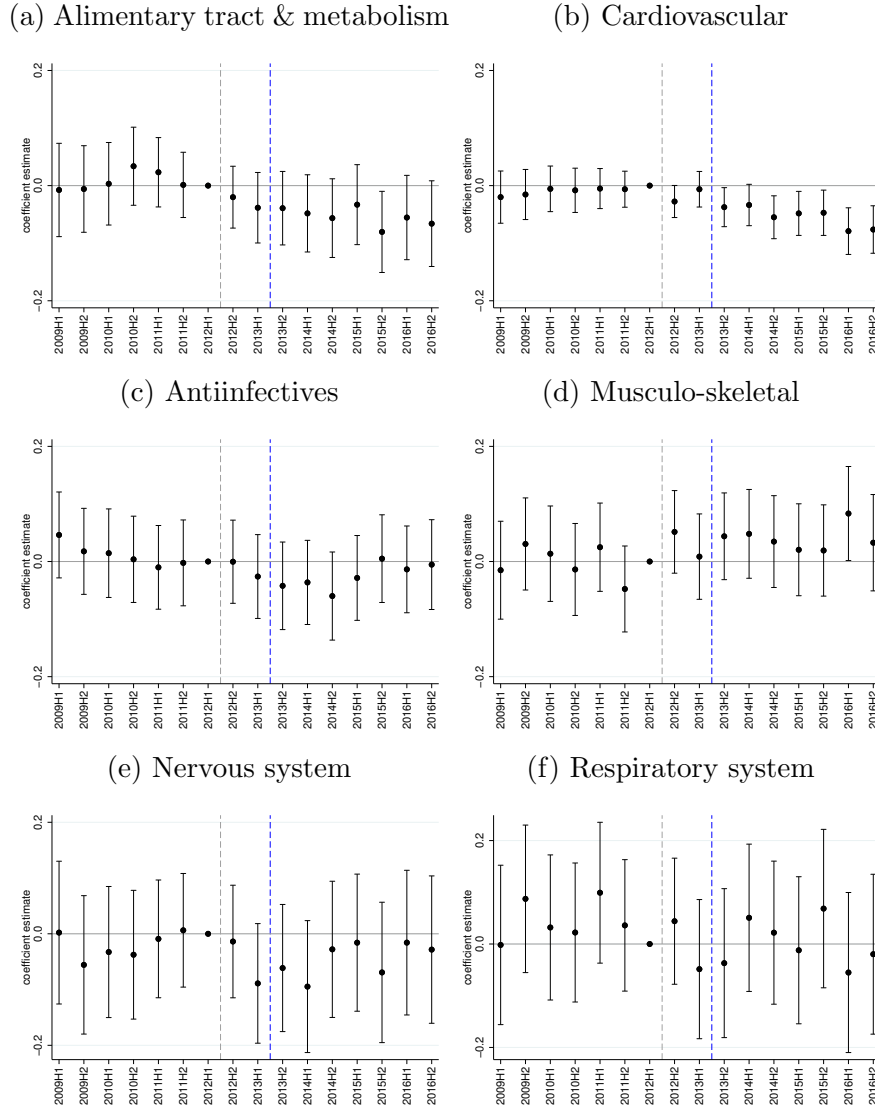 (a) Alimentary tract & metabolism
coefficient estimate
0.2
0.0
−0.2
2009H1
2009H2
2010H1
2010H2
2011H1
2011H2
2012H1
2012H2
2013H1
2013H2
2014H1
2014H2
2015H1
2015H2
2016H1
2016H2
(b) Cardiovascular
coefficient estimate
0.2
0.0
−0.2
2009H1
2009H2
2010H1
2010H2
2011H1
2011H2
2012H1
2012H2
2013H1
2013H2
2014H1
2014H2
2015H1
2015H2
2016H1
2016H2
(c) Antiinfectives
coefficient estimate
0.2
0.0
−0.2
2009H1
2009H2
2010H1
2010H2
2011H1
2011H2
2012H1
2012H2
2013H1
2013H2
2014H1
2014H2
2015H1
2015H2
2016H1
2016H2
(d) Musculo-skeletal
coefficient estimate
0.2
0.0
−0.2
2009H1
2009H2
2010H1
2010H2
2011H1
2011H2
2012H1
2012H2
2013H1
2013H2
2014H1
2014H2
2015H1
2015H2
2016H1
2016H2
(e) Nervous system
coefficient estimate
0.2
0.0
−0.2
2009H1
2009H2
2010H1
2010H2
2011H1
2011H2
2012H1
2012H2
2013H1
2013H2
2014H1
2014H2
2015H1
2015H2
2016H1
2016H2
(f) Respiratory system
coefficient estimate
0.2
0.0
−0.2
2009H1
2009H2
2010H1
2010H2
2011H1
2011H2
2012H1
2012H2
2013H1
2013H2
2014H1
2014H2
2015H1
2015H2
2016H1
2016H2